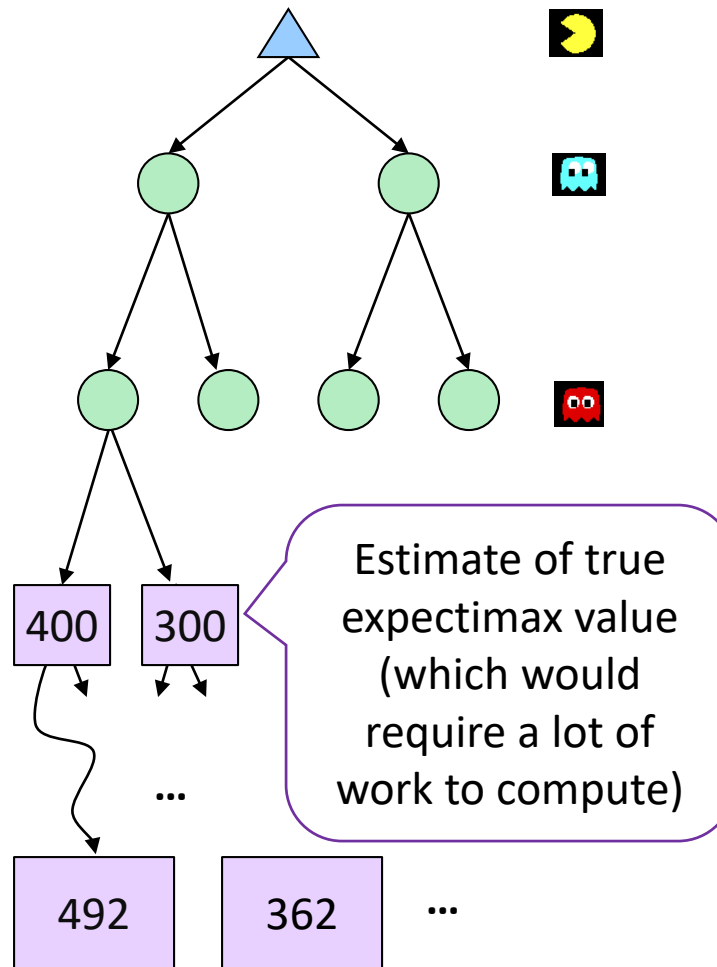 Estimate of true
expectimax value
(which would
require a lot of
work to compute)
400 300
...
492 362 ...